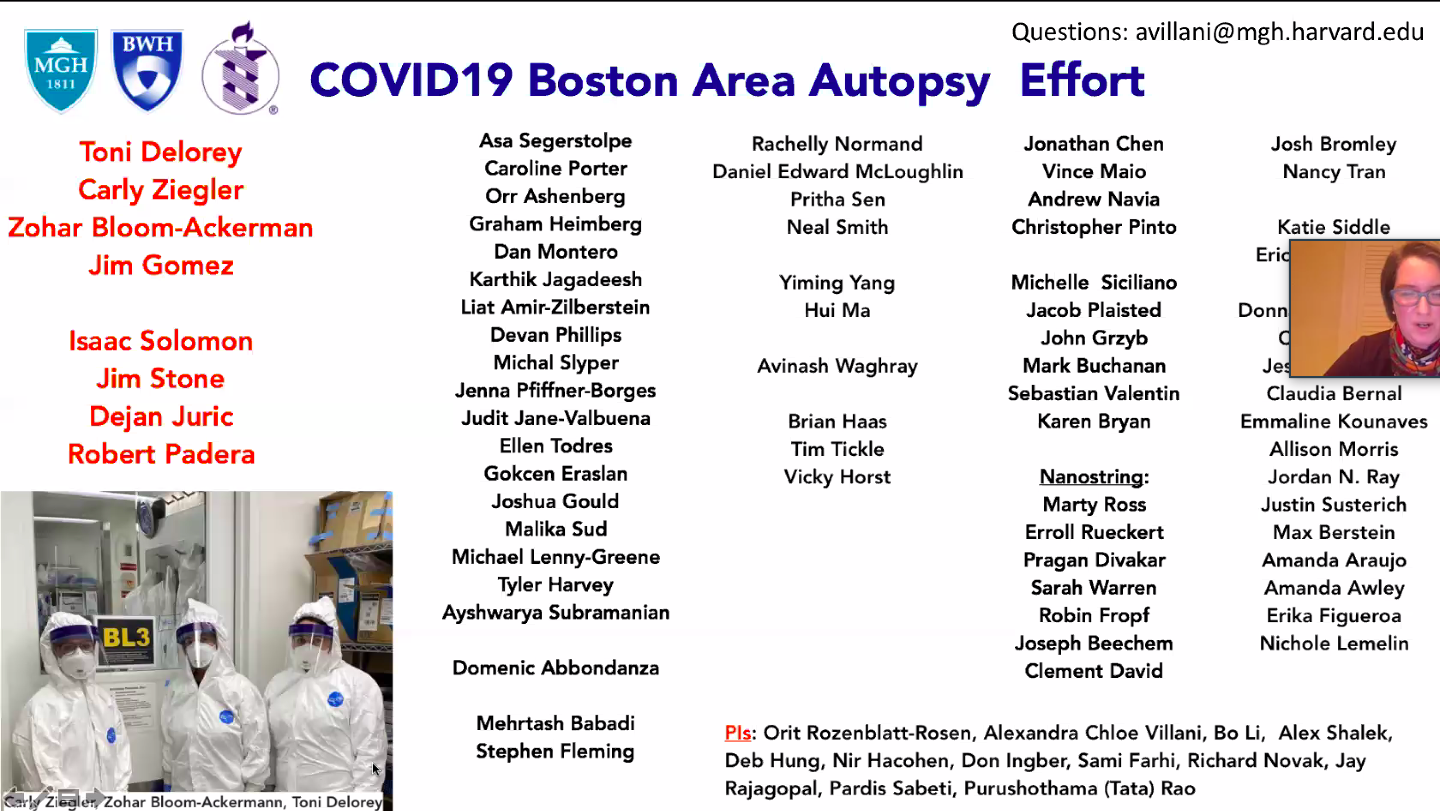 Questions: avillani@mgh.harvard.edu
MGH
1811
BWH
®
COVID19 Boston Area Autopsy Effort
Toni Delorey
Carly Ziegler
Zohar Bloom-Ackerman
Jim Gomez
Isaac Solomon
Jim Stone
Dejan Juric
Robert Padera
Asa Segerstolpe
Caroline Porter
Orr Ashenberg
Graham Heimberg
Dan Montero
Karthik Jagadeesh
Liat Amir-Zilberstein
Devan Phillips
Michal Slyper
Jenna Pfiffner-Borges
Judit Jane-Valbuena
Ellen Todres
Gokcen Eraslan
Joshua Gould
Malika Sud
Michael Lenny-Greene
Tyler Harvey
Ayshwarya Subramanian
Domenic Abbondanza
Mehrtash Babadi
Stephen Fleming
Rachelly Normand
Daniel Edward McLoughlin
Pritha Sen
Neal Smith
Yiming Yang
Hui Ma
Avinash Waghray
Brian Haas
Tim Tickle
Vicky Horst
Jonathan Chen
Vince Maio
Andrew Navia
Christopher Pinto
Michelle Siciliano
Jacob Plaisted
John Grzyb
Mark Buchanan
Sebastian Valentin
Karen Bryan
Nanostring:
Marty Ross
Erroll Rueckert
Pragan Divakar
Sarah Warren
Robin Fropf
Joseph Beechem
Clement David
Josh Bromley
Nancy Tran
Katie Siddle
Claudia Bernal
Emmaline Kounaves
Allison Morris
Jordan N. Ray
Justin Susterich
Max Berstein
Amanda Araujo
Amanda Awley
Erika Figueroa
Nichole Lemelin
PIs: Orit Rozenblatt-Rosen, Alexandra Chloe Villani, Bo Li, Alex Shalek,
Deb Hung, Nir Hacohen, Don Ingber, Sami Farhi, Richard Novak, Jay
Rajagopal, Pardis Sabeti, Purushothama (Tata) Rao
BL3
Carly Ziegler, Zohar Bloom-Ackermann, Toni Delorey